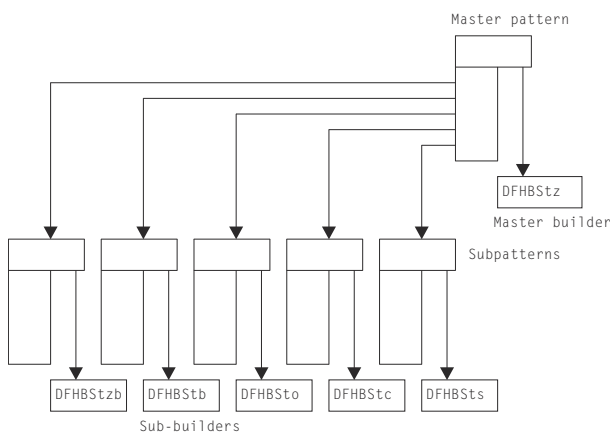 Master pattern
DFHBStz
Master builder
Subpatterns
DFHBStzb DFHBStb DFHBSto DFHBStc DFHBSts
Sub-builders